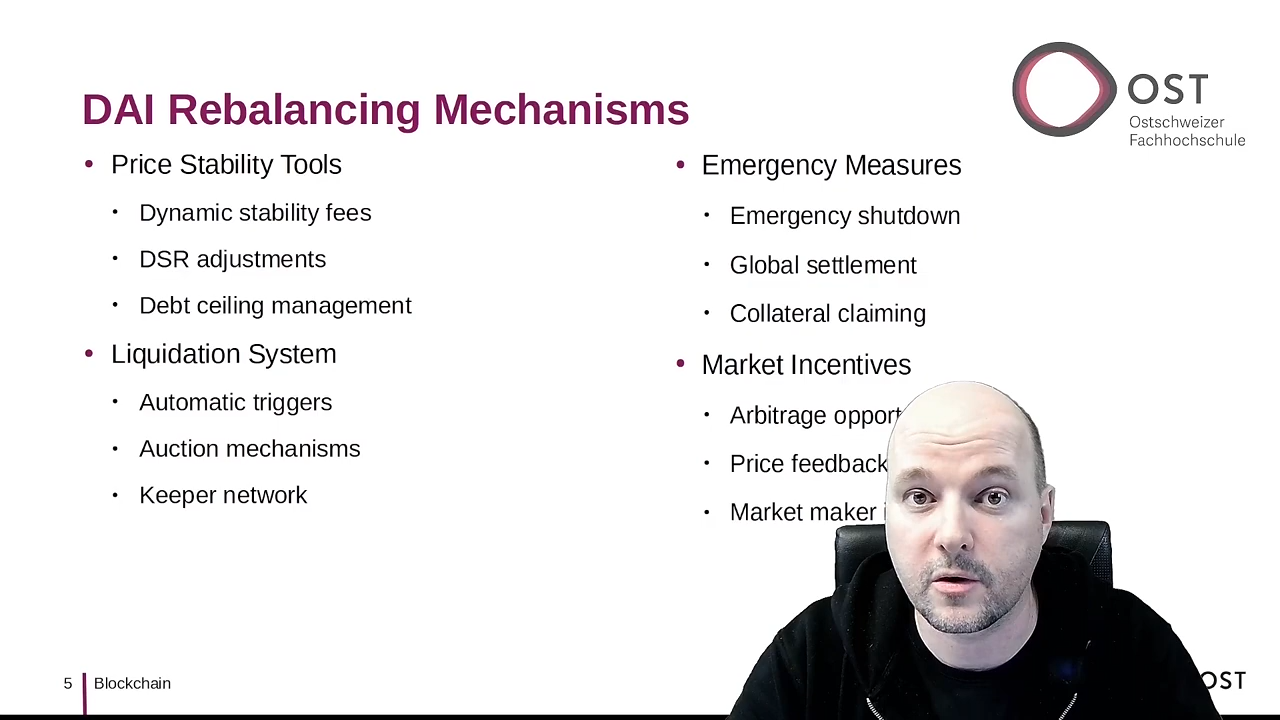 DAI Rebalancing Mechanisms
OST
Ostschweizer
Fachhochschule
• Price Stability Tools
• Dynamic stability fees
• DSR adjustments
• Debt ceiling management
• Liquidation System
• Automatic triggers
• Auction mechanisms
• Keeper network
• Emergency Measures
• Emergency shutdown
• Global settlement
• Collateral claiming
• Market Incentives
• Arbitrage
• Price feedback
• Market maker
5 Blockchain
OST